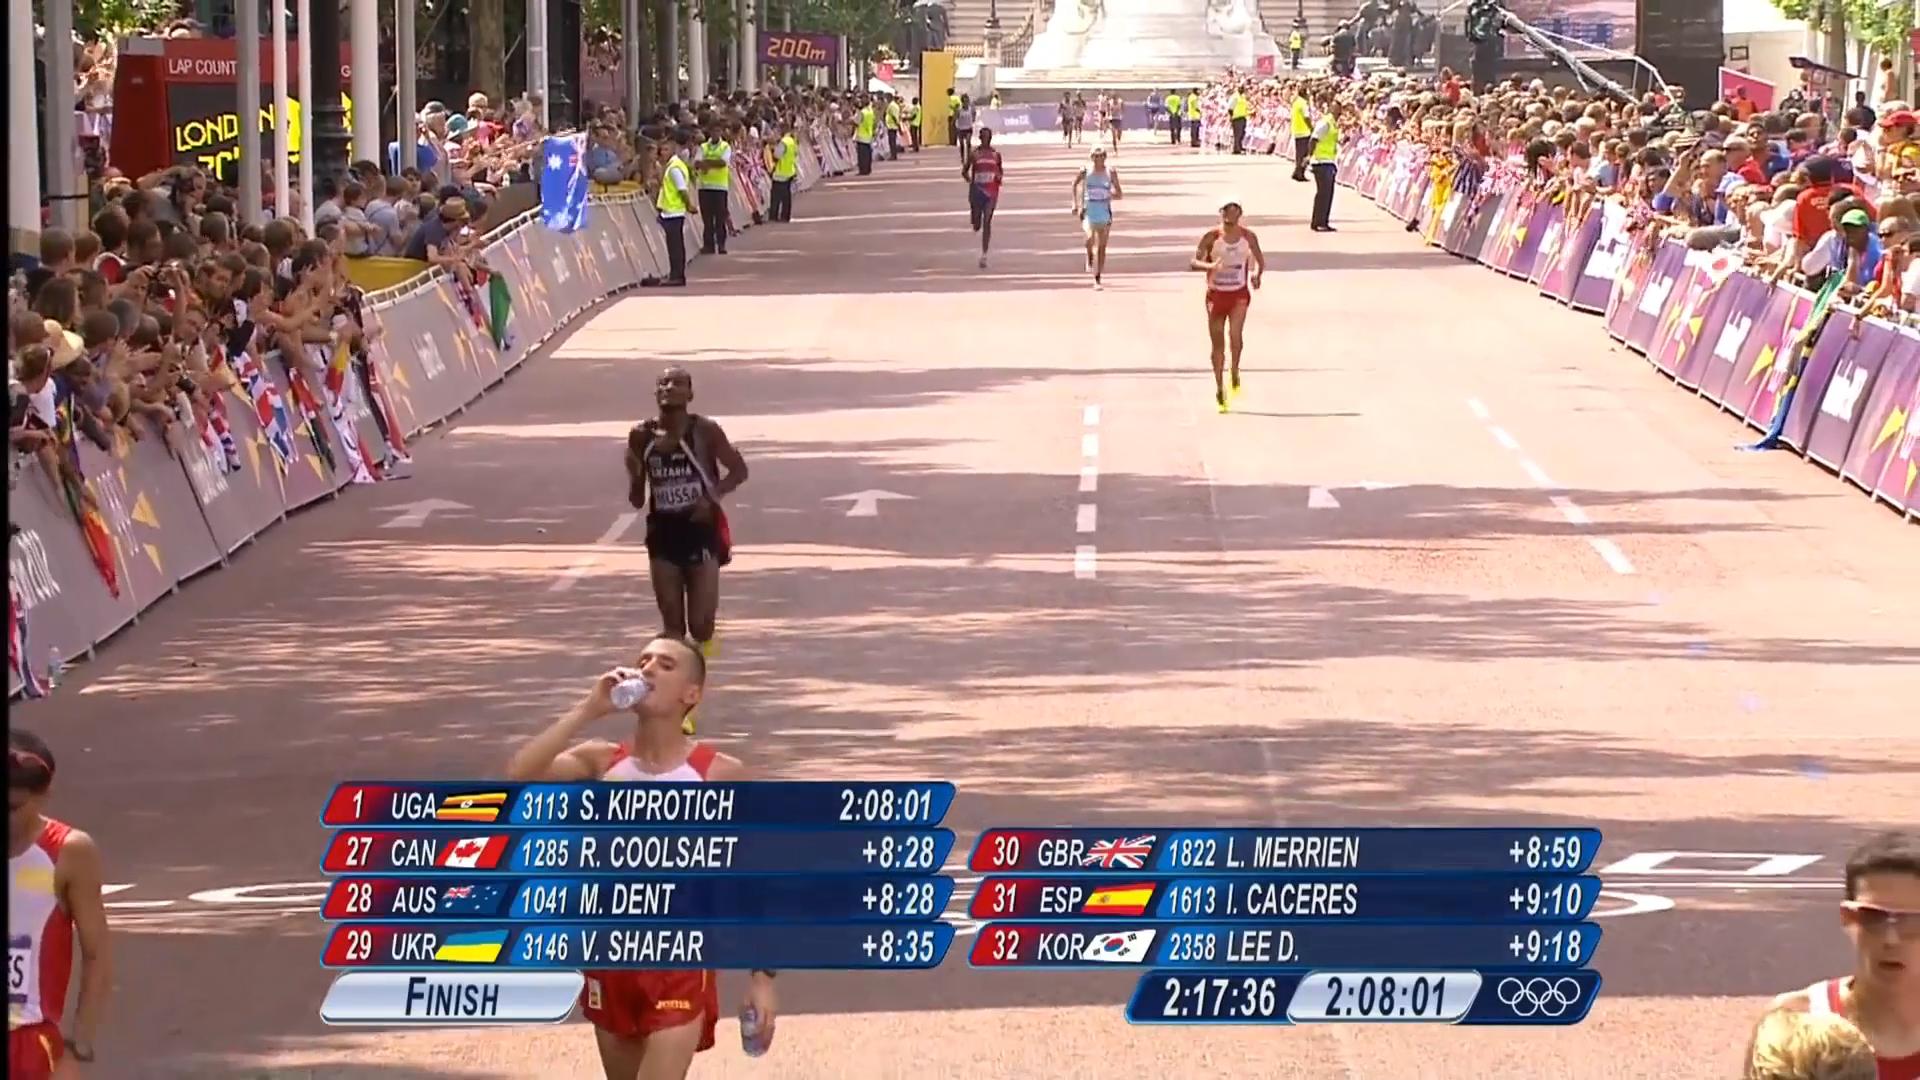 200m
LAP COUNT
LONDON
MUSSA
1 UGA 3113 S. KIPROTICH 2:08:01
27 CAN 1285 R. COOLSAET +8:28
28 AUS 1041 M. DENT +8:28
29 UKR 3146 V. SHAFAR +8:35
30 GBR 1822 L. MERRIEN +8:59
31 ESP 1613 I. CACERES +9:10
32 KOR 2358 LEE D. +9:18
FINISH
2:17:36 2:08:01